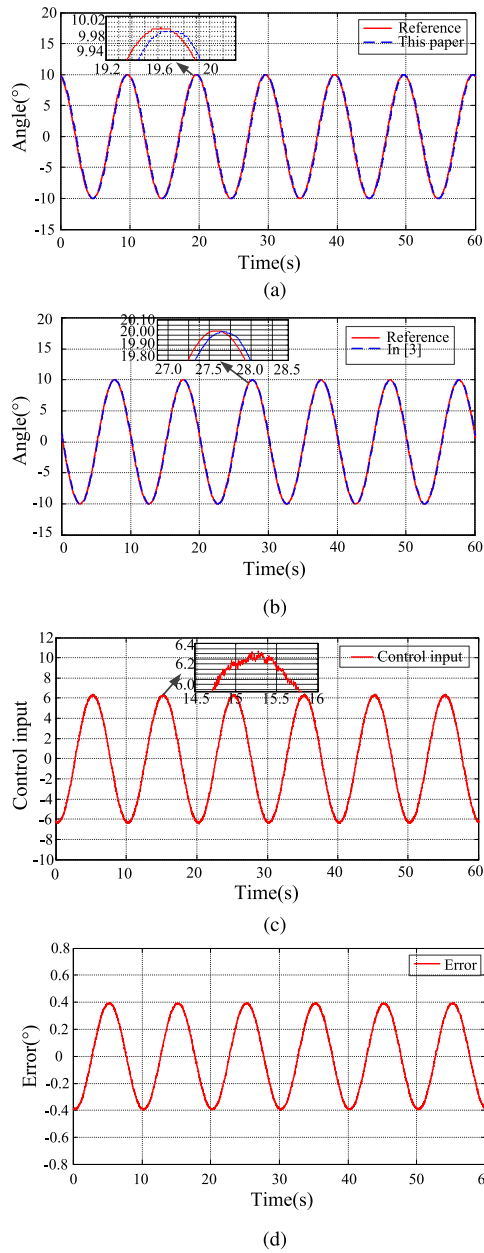 20
15
10
5
0
-5
-10
-15
Angle(°)
10.02
9.98
9.94
19.2 19.6 20
Reference
This paper
0 10 20 30 40 50 60
Time(s)
(a)
20
15
10
5
0
-5
-10
-15
Angle(°)
20.10
20.00
19.90
19.80
27.0 27.5 28.0 28.5
Reference
In [3]
0 10 20 30 40 50 60
Time(s)
(b)
12
10
8
6
4
2
0
-2
-4
-6
-8
-10
Control input
6.4
6.2
6.0
14.5 15 15.5 16
Control input
0 10 20 30 40 50 60
Time(s)
(c)
0.8
0.6
0.4
0.2
0
-0.2
-0.4
-0.6
-0.8
Error(°)
Error
0 10 20 30 40 50 60
Time(s)
(d)